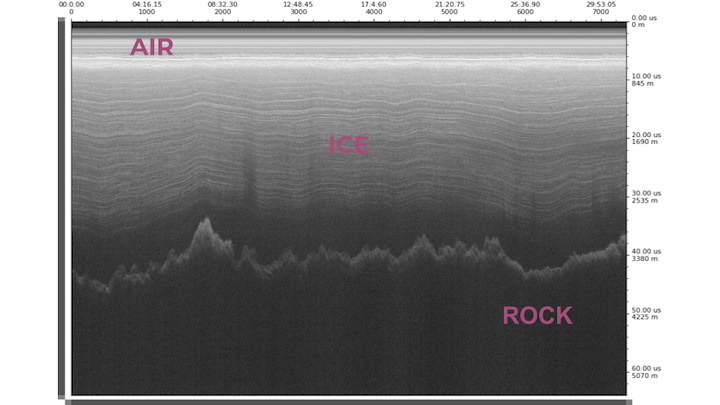 00:0.00 04:16.15 08:32.30 12:48.45 17:4.60 21:20.75 25:36.90 29:53.05
0 1000 2000 3000 4000 5000 6000 7000
0.00 us
0 m
AIR
10.00 us
845 m
20.00 us
1690 m
ICE
30.00 us
2535 m
40.00 us
3380 m
50.00 us
4225 m
ROCK
60.00 us
5070 m